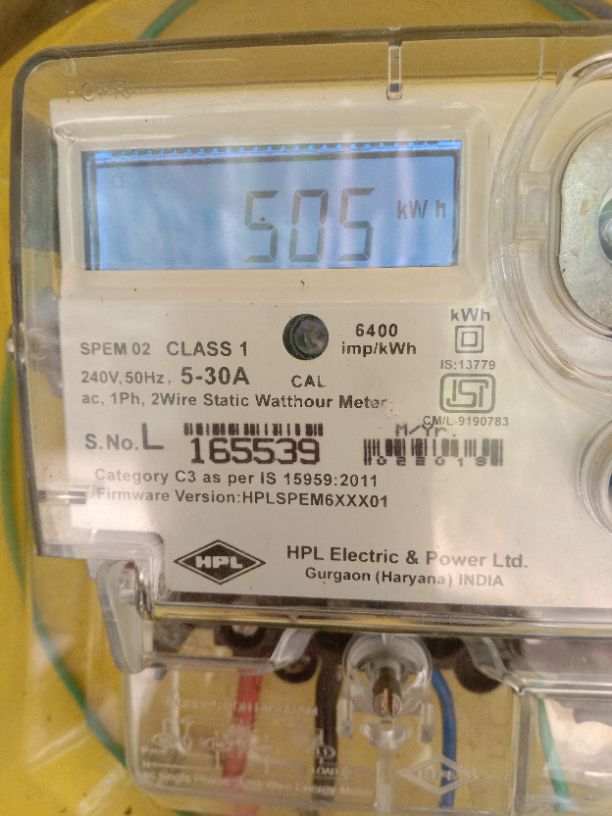 505 kWh
kWh
6400
imp/kWh
SPEM 02 CLASS 1
IS:13779
240V,50Hz, 5-30A
CAL
ISI
ac, 1Ph, 2Wire Static Watthour Meter
CM/L-9190783
M/Yr.
S.No. L 165539
022019
Category C3 as per IS 15959:2011
Firmware Version:HPLSPEM6XXX01
HPL
HPL Electric & Power Ltd.
Gurgaon (Haryana) INDIA